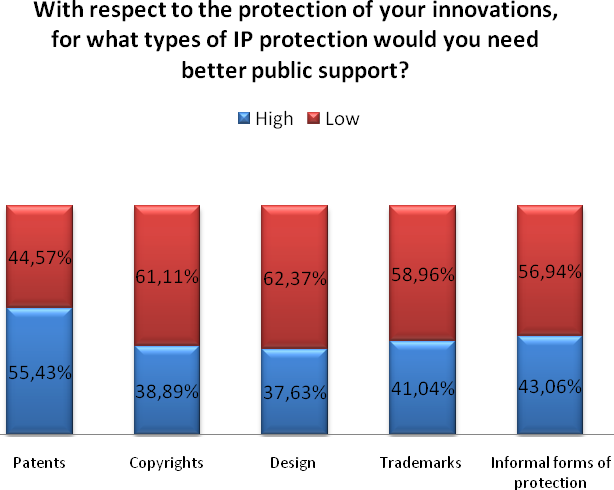 With respect to the protection of your innovations,
for what types of IP protection would you need
better public support?
High Low
44,57% 61,11% 62,37% 58,96% 56,94%
55,43% 38,89% 37,63% 41,04% 43,06%
Patents Copyrights Design Trademarks Informal forms of
protection